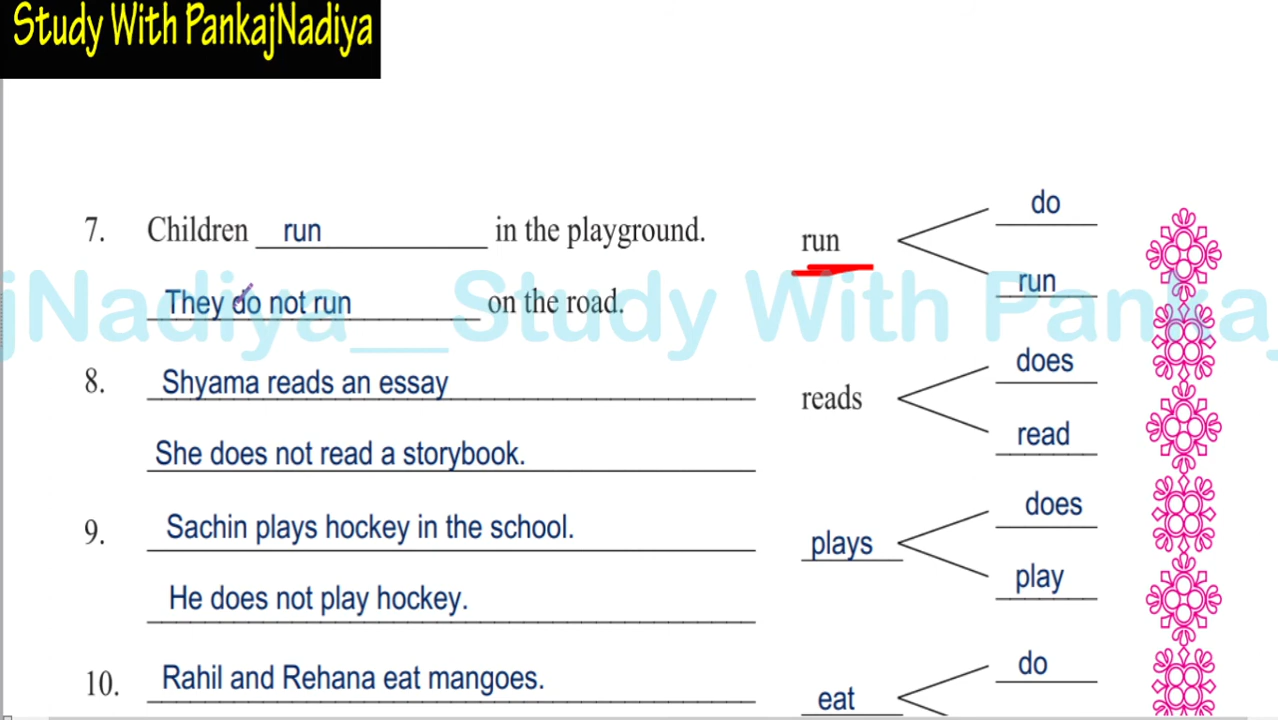 Study With PankajNadiya
7. Children run in the playground. run do
run
They do not run on the road.
jNadiya__Study With Pankaj
8. Shyama reads an essay reads does
read
She does not read a storybook.
9. Sachin plays hockey in the school. plays does
play
He does not play hockey.
10. Rahil and Rehana eat mangoes. eat do